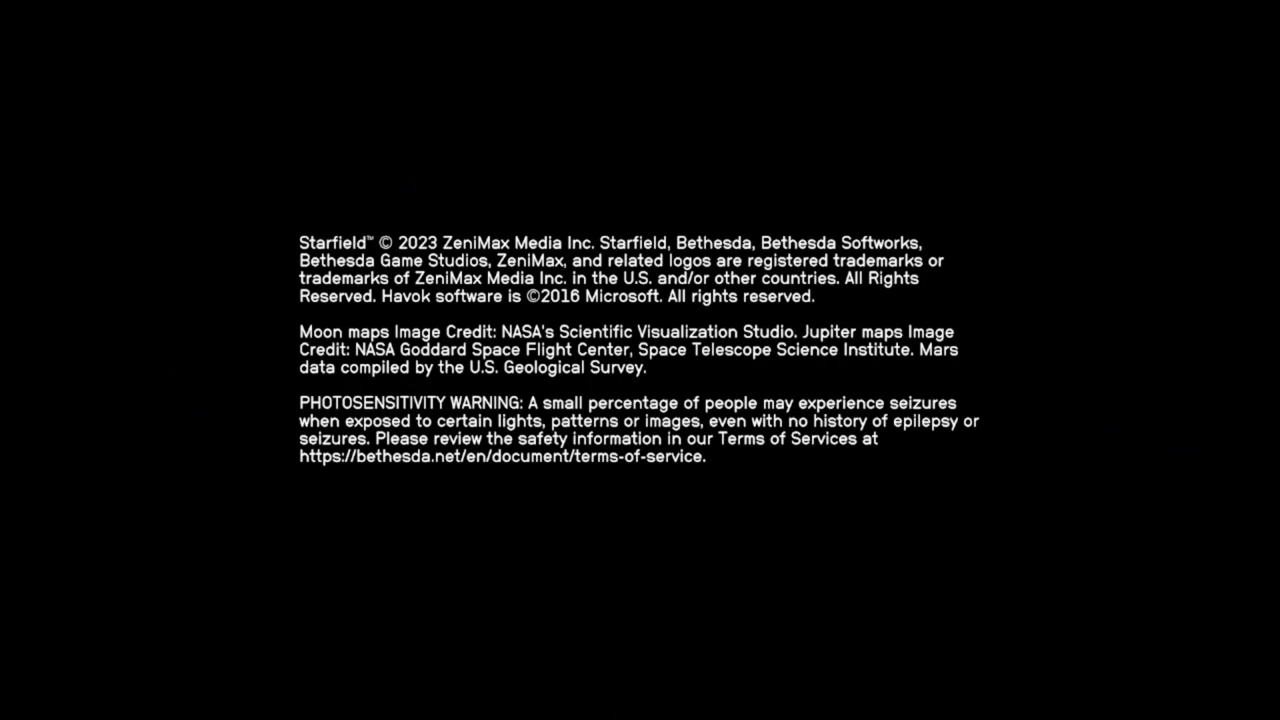 Starfield™ © 2023 ZeniMax Media Inc. Starfield, Bethesda, Bethesda Softworks,
Bethesda Game Studios, ZeniMax, and related logos are registered trademarks or
trademarks of ZeniMax Media Inc. in the U.S. and/or other countries. All Rights
Reserved. Havok software is ©2016 Microsoft. All rights reserved.
Moon maps Image Credit: NASA's Scientific Visualization Studio. Jupiter maps Image
Credit: NASA Goddard Space Flight Center, Space Telescope Science Institute. Mars
data compiled by the U.S. Geological Survey.
PHOTOSENSITIVITY WARNING: A small percentage of people may experience seizures
when exposed to certain lights, patterns or images, even with no history of epilepsy or
seizures. Please review the safety information in our Terms of Services at
https://bethesda.net/en/document/terms-of-service.